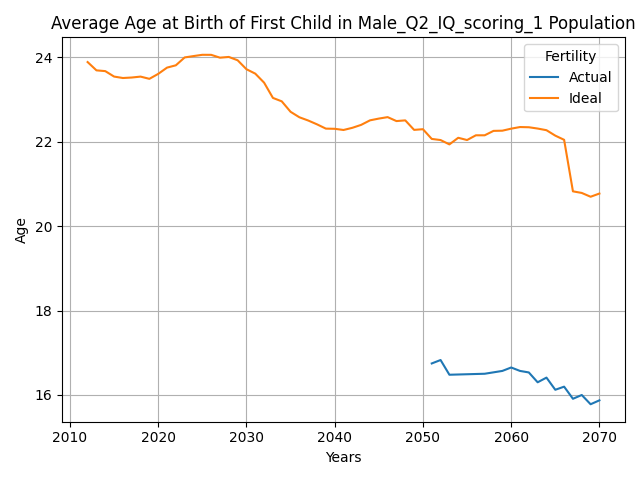 Average Age at Birth of First Child in Male_Q2_IQ_scoring_1 Population
Fertility
Actual
Ideal
24
22
20
18
16
Age
2010 2020 2030 2040 2050 2060 2070
Years